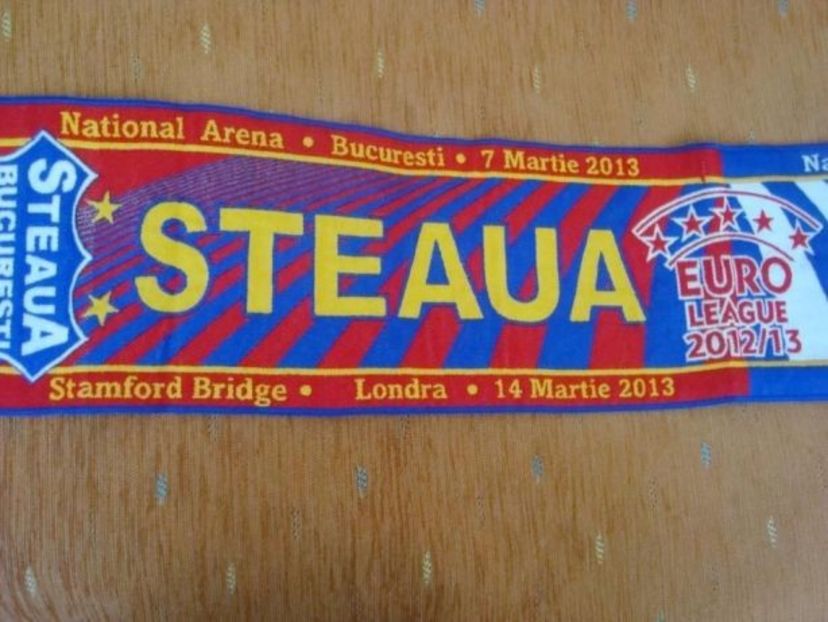 National Arena • Bucuresti • 7 Martie 2013
Na
STEAUA
BUCURESTI
STEAUA
EURO
LEAGUE
2012/13
Stamford Bridge • Londra • 14 Martie 2013